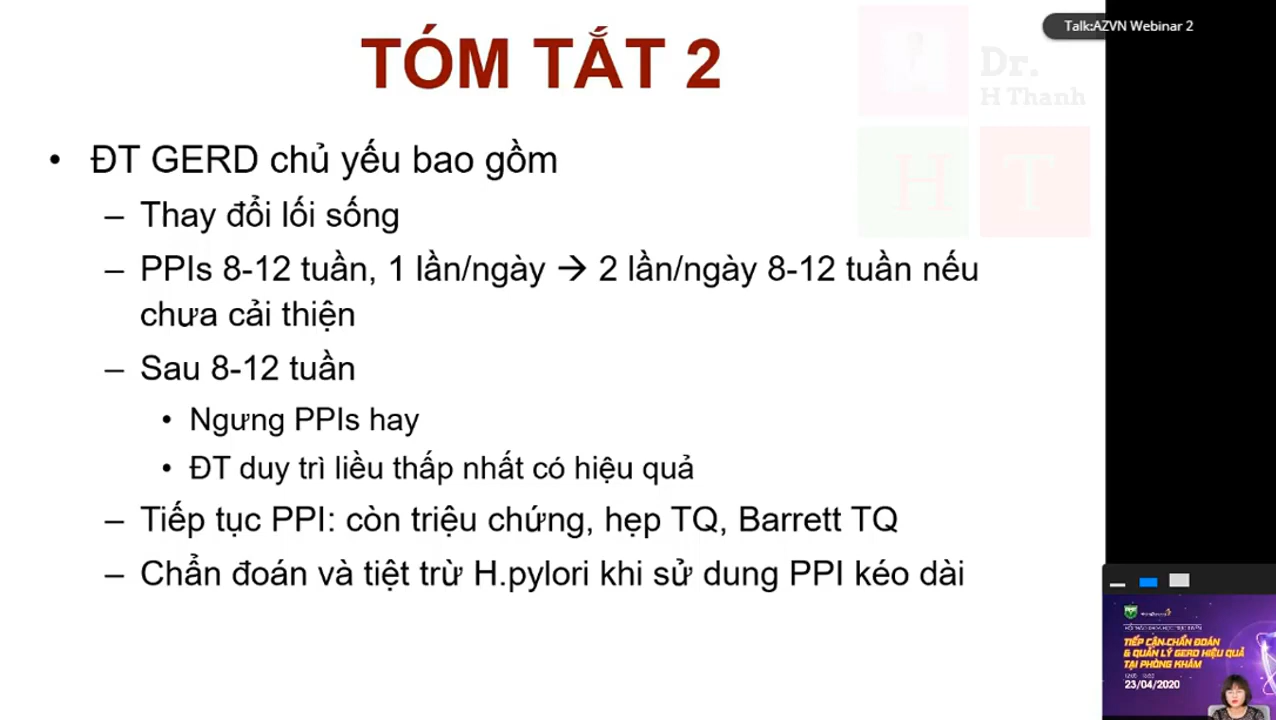 Talk:AZVN Webinar 2
TÓM TẮT 2
Dr.
H Thanh
H T
• ĐT GERD chủ yếu bao gồm
– Thay đổi lối sống
– PPIs 8-12 tuần, 1 lần/ngày → 2 lần/ngày 8-12 tuần nếu
chưa cải thiện
– Sau 8-12 tuần
• Ngưng PPIs hay
• ĐT duy trì liều thấp nhất có hiệu quả
– Tiếp tục PPI: còn triệu chứng, hẹp TQ, Barrett TQ
– Chẩn đoán và tiệt trừ H.pylori khi sử dung PPI kéo dài
TIẾP CẬN CHẨN ĐOÁN
& QUẢN LÝ GERD HIỆU QUẢ
TẠI PHÒNG KHÁM
23/04/2020